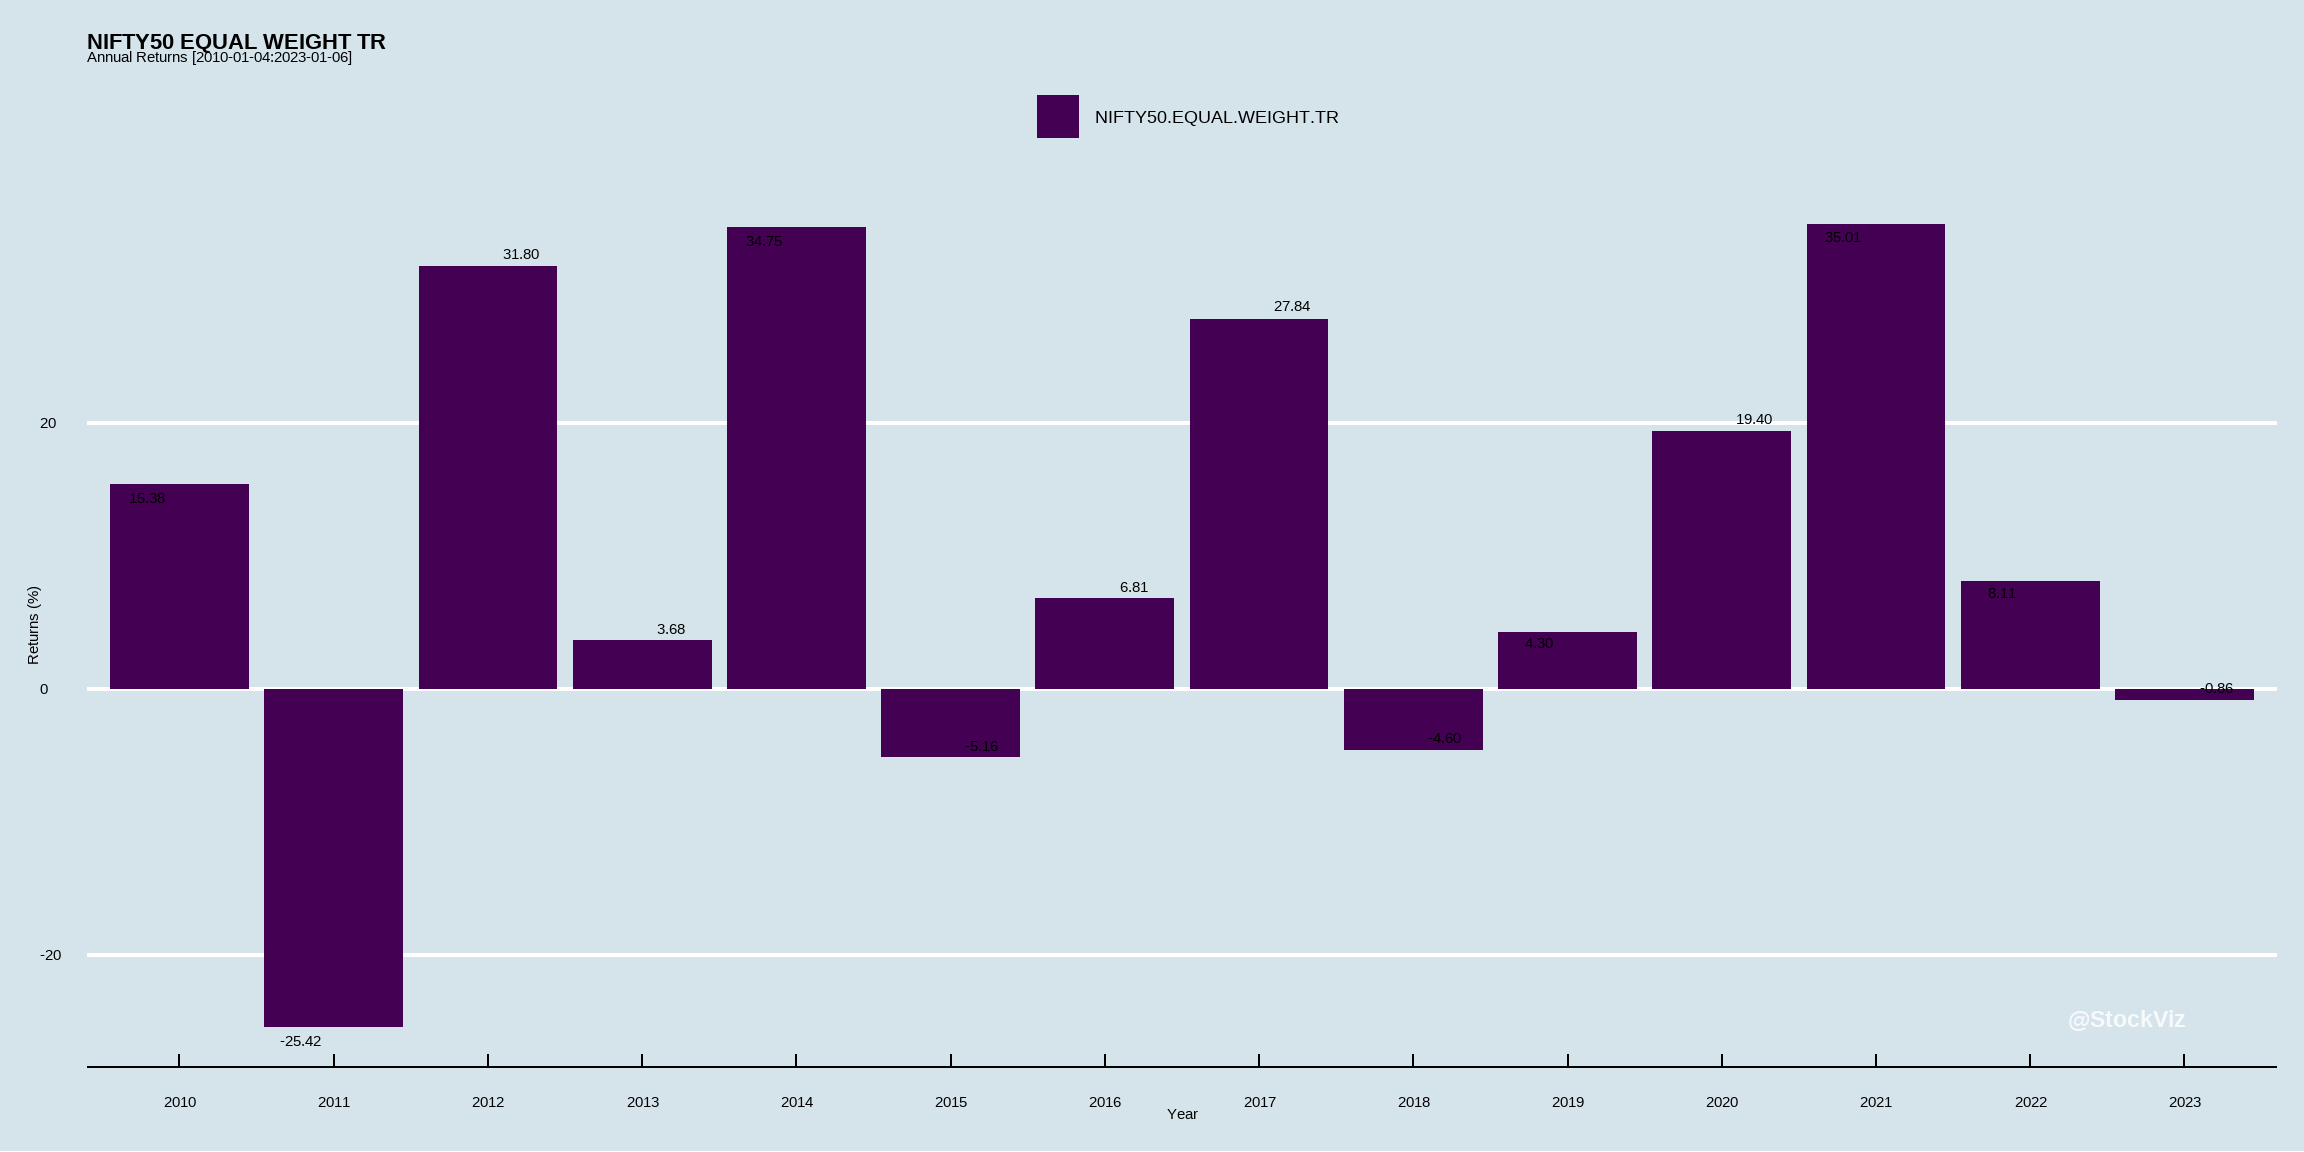 NIFTY50 EQUAL WEIGHT TR
Annual Returns [2010-01-04:2023-01-06]
NIFTY50.EQUAL.WEIGHT.TR
35.01
34.75
31.80
27.84
20
19.40
15.38
8.11
6.81
3.68
4.30
Returns (%)
0
-0.86
-4.60
-5.16
-20
@StockViz
-25.42
2010 2011 2012 2013 2014 2015 2016 2017 2018 2019 2020 2021 2022 2023
Year